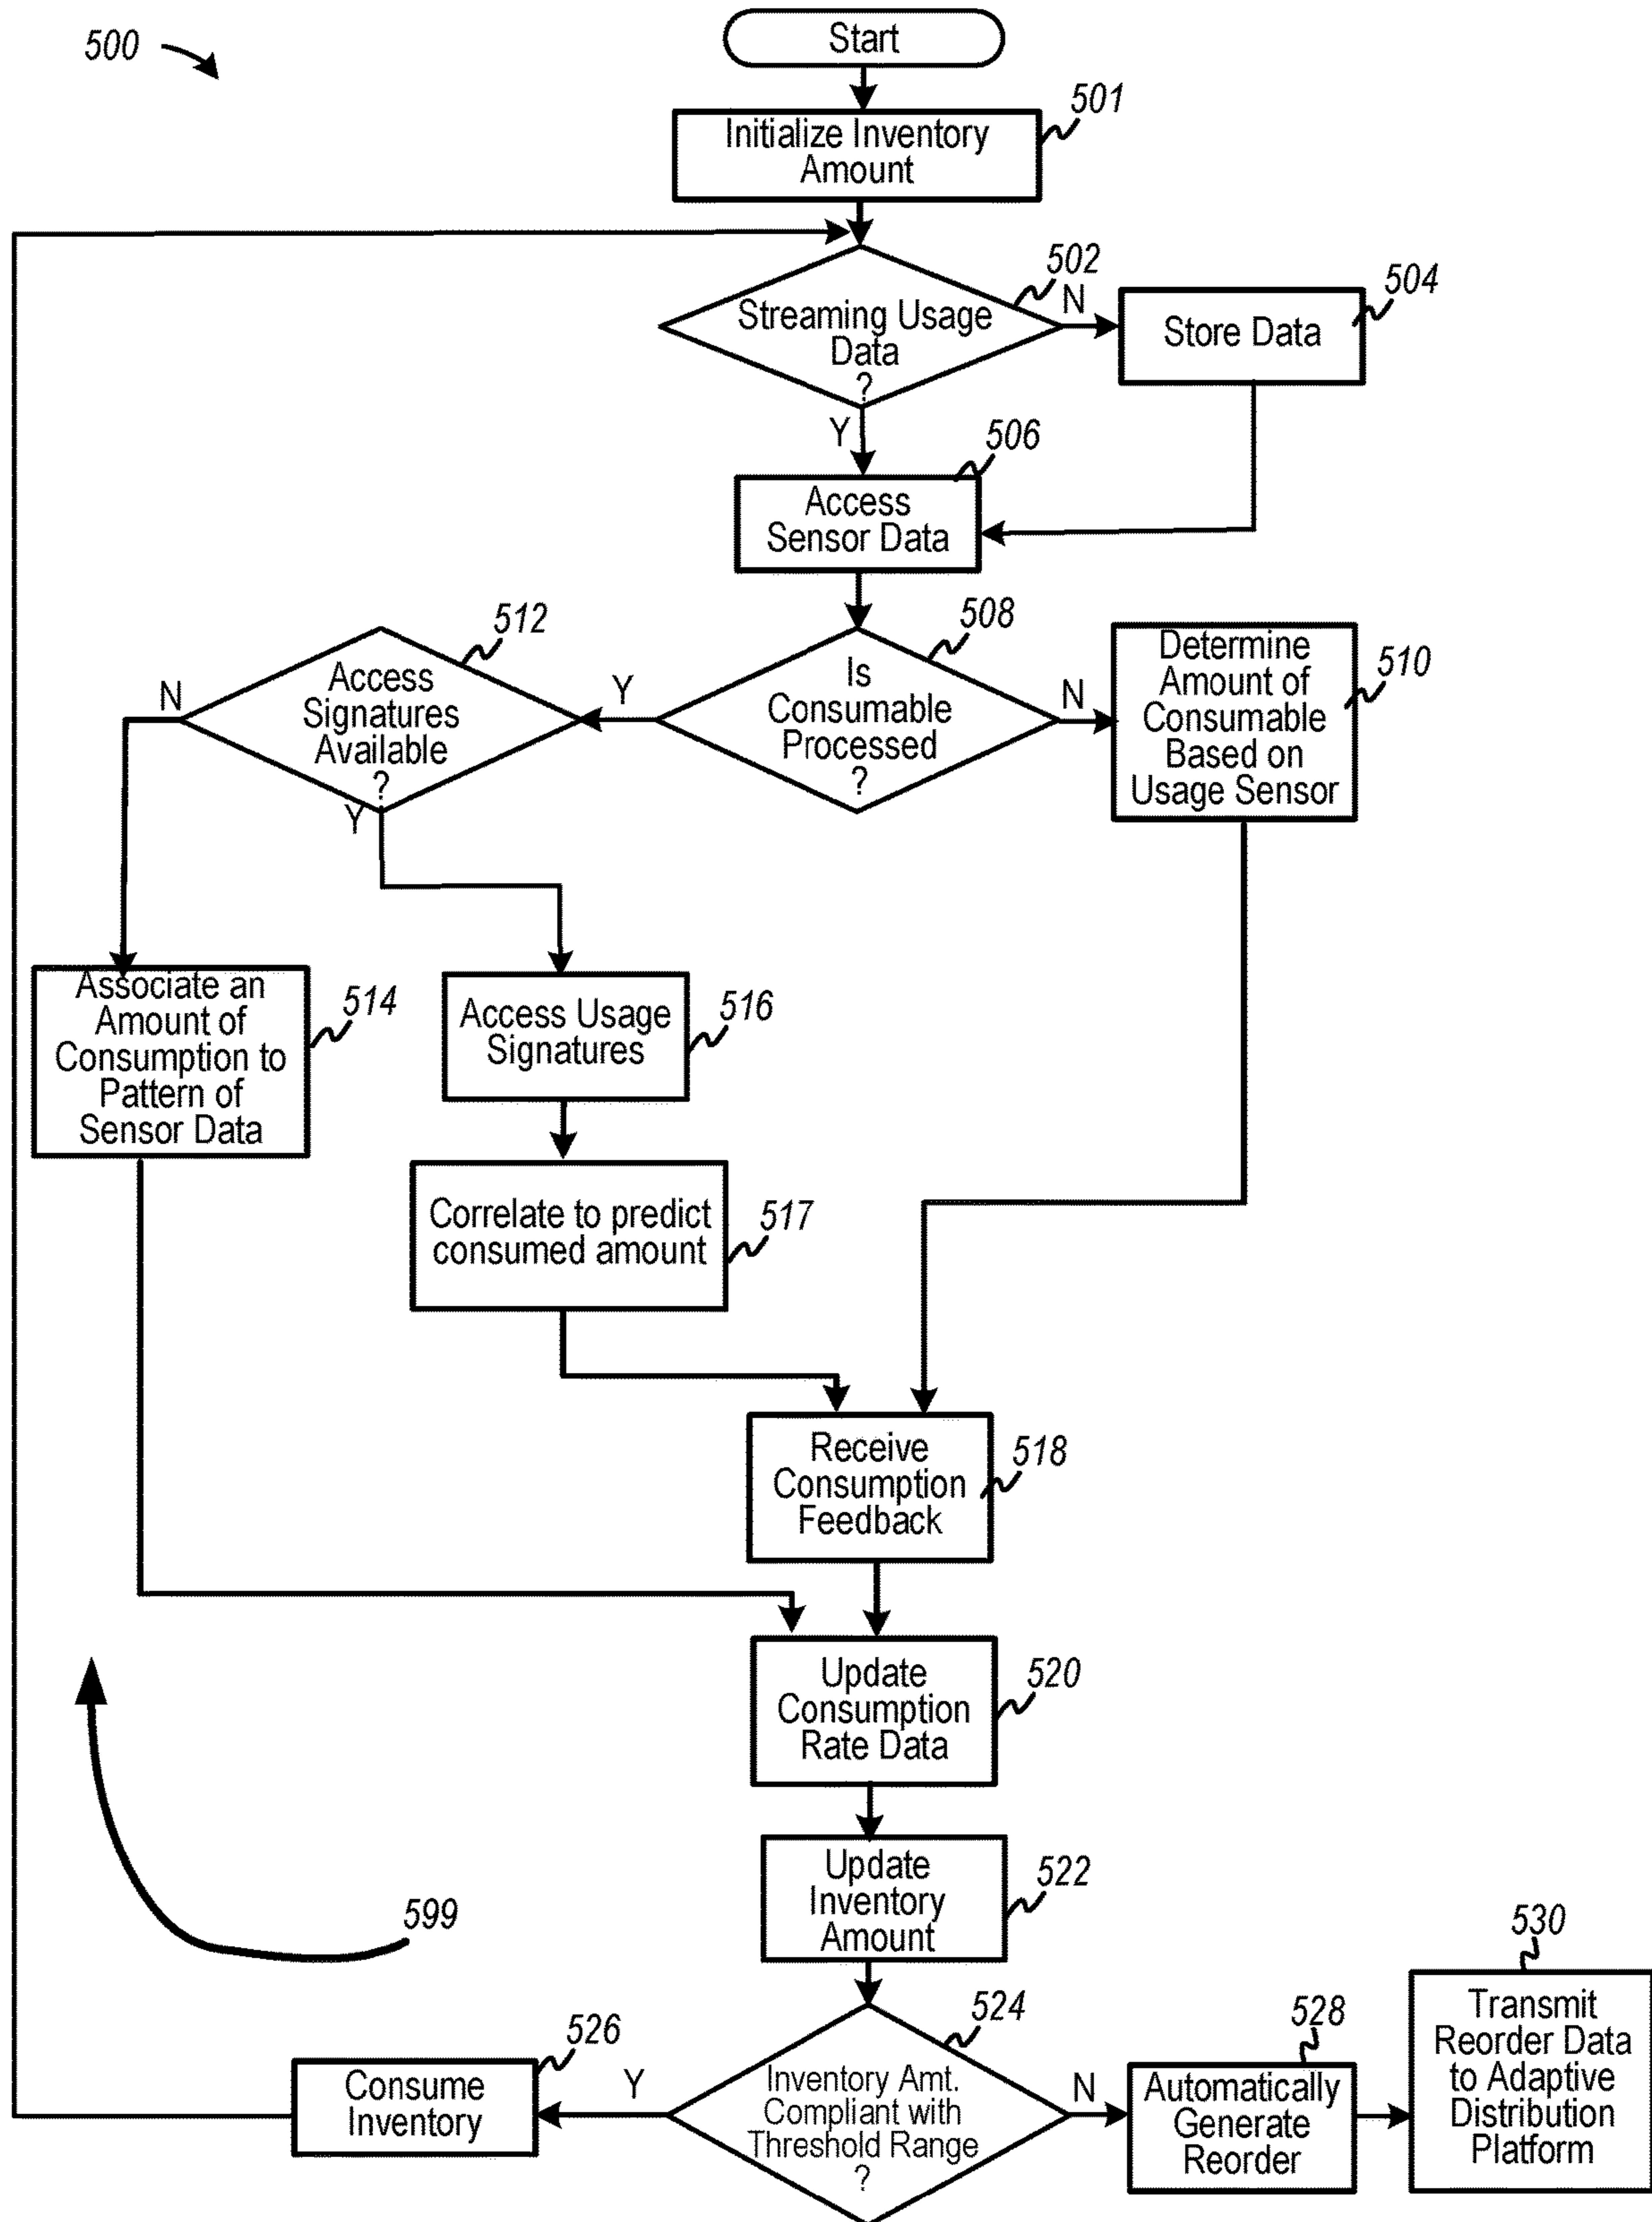 500
Start
501
Initialize Inventory
Amount
502
Streaming Usage
Data
?
N
504
Store Data
Y
506
Access
Sensor Data
508
Is
Consumable
Processed
?
N
510
Determine
Amount of
Consumable
Based on
Usage Sensor
Y
512
Access
Signatures
Available
?
N
Y
514
Associate an
Amount of
Consumption to
Pattern of
Sensor Data
516
Access Usage
Signatures
517
Correlate to predict
consumed amount
518
Receive
Consumption
Feedback
520
Update
Consumption
Rate Data
522
Update
Inventory
Amount
599
524
Inventory Amt.
Compliant with
Threshold Range
?
Y
526
Consume
Inventory
N
528
Automatically
Generate
Reorder
530
Transmit
Reorder Data
to Adaptive
Distribution
Platform